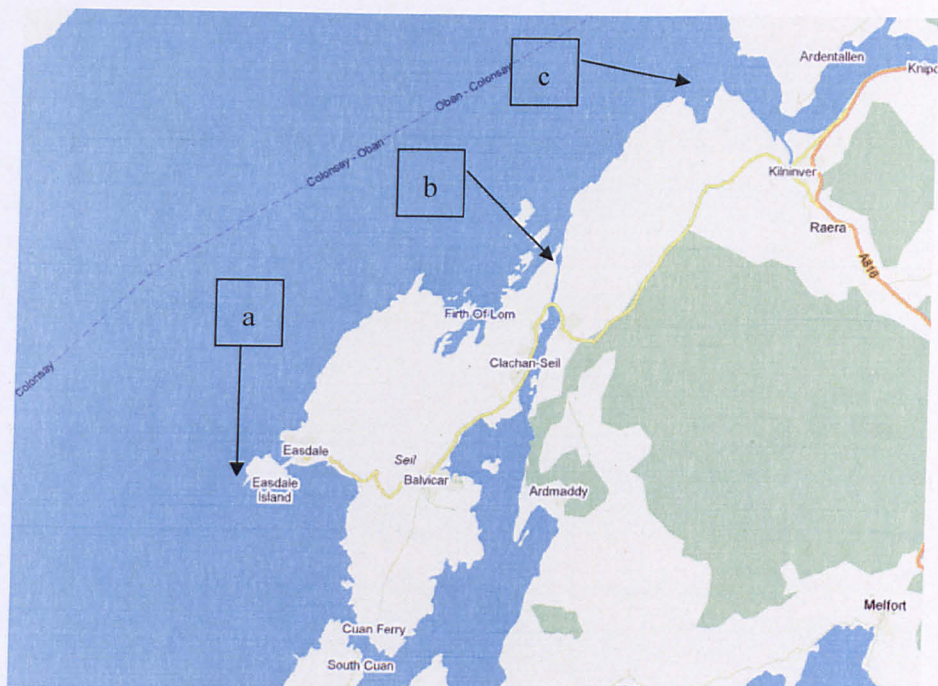 c
Ardentallen
Knipo
Oban - Colonsay
Colonsay - Oban
b
Kilninver
Raera
A816
a
Firth Of Lorn
Clachan-Seil
Colonsay
Easdale
Seil
Balvicar
Easdale
Island
Ardmaddy
Melfort
Cuan Ferry
South Cuan